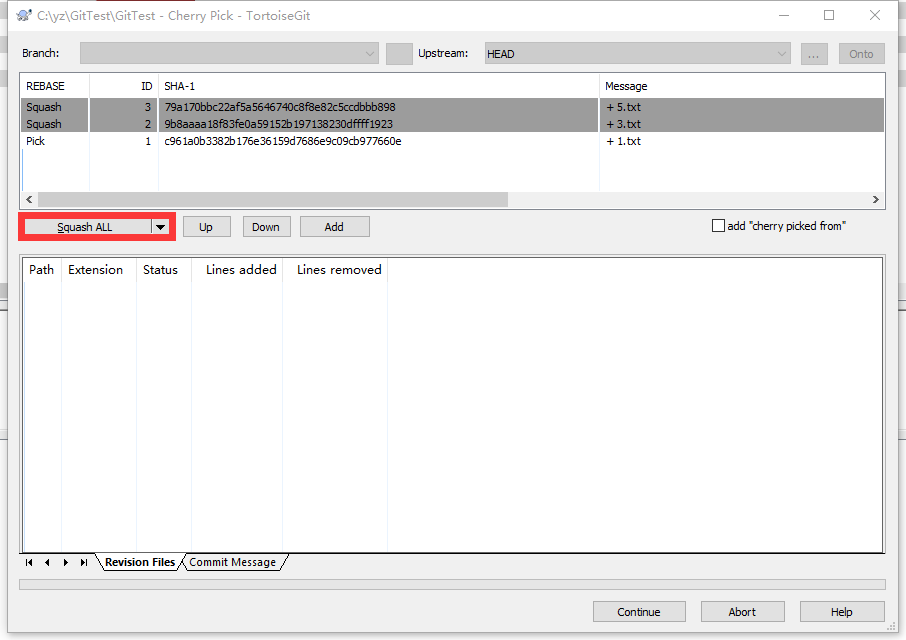 C:\yz\GitTest\GitTest - Cherry Pick - TortoiseGit
Branch: Upstream: HEAD ... Onto
REBASE ID SHA-1 Message
Squash 3 79a170bbc22af5a5646740c8f8e82c5ccdbbb898 + 5.txt
Squash 2 9b8aaaa18f83fe0a59152b197138230dffff1923 + 3.txt
Pick 1 c961a0b3382b176e36159d7686e9c09cb977660e + 1.txt
Squash ALL Up Down Add add "cherry picked from"
Path Extension Status Lines added Lines removed
Revision Files Commit Message
Continue Abort Help